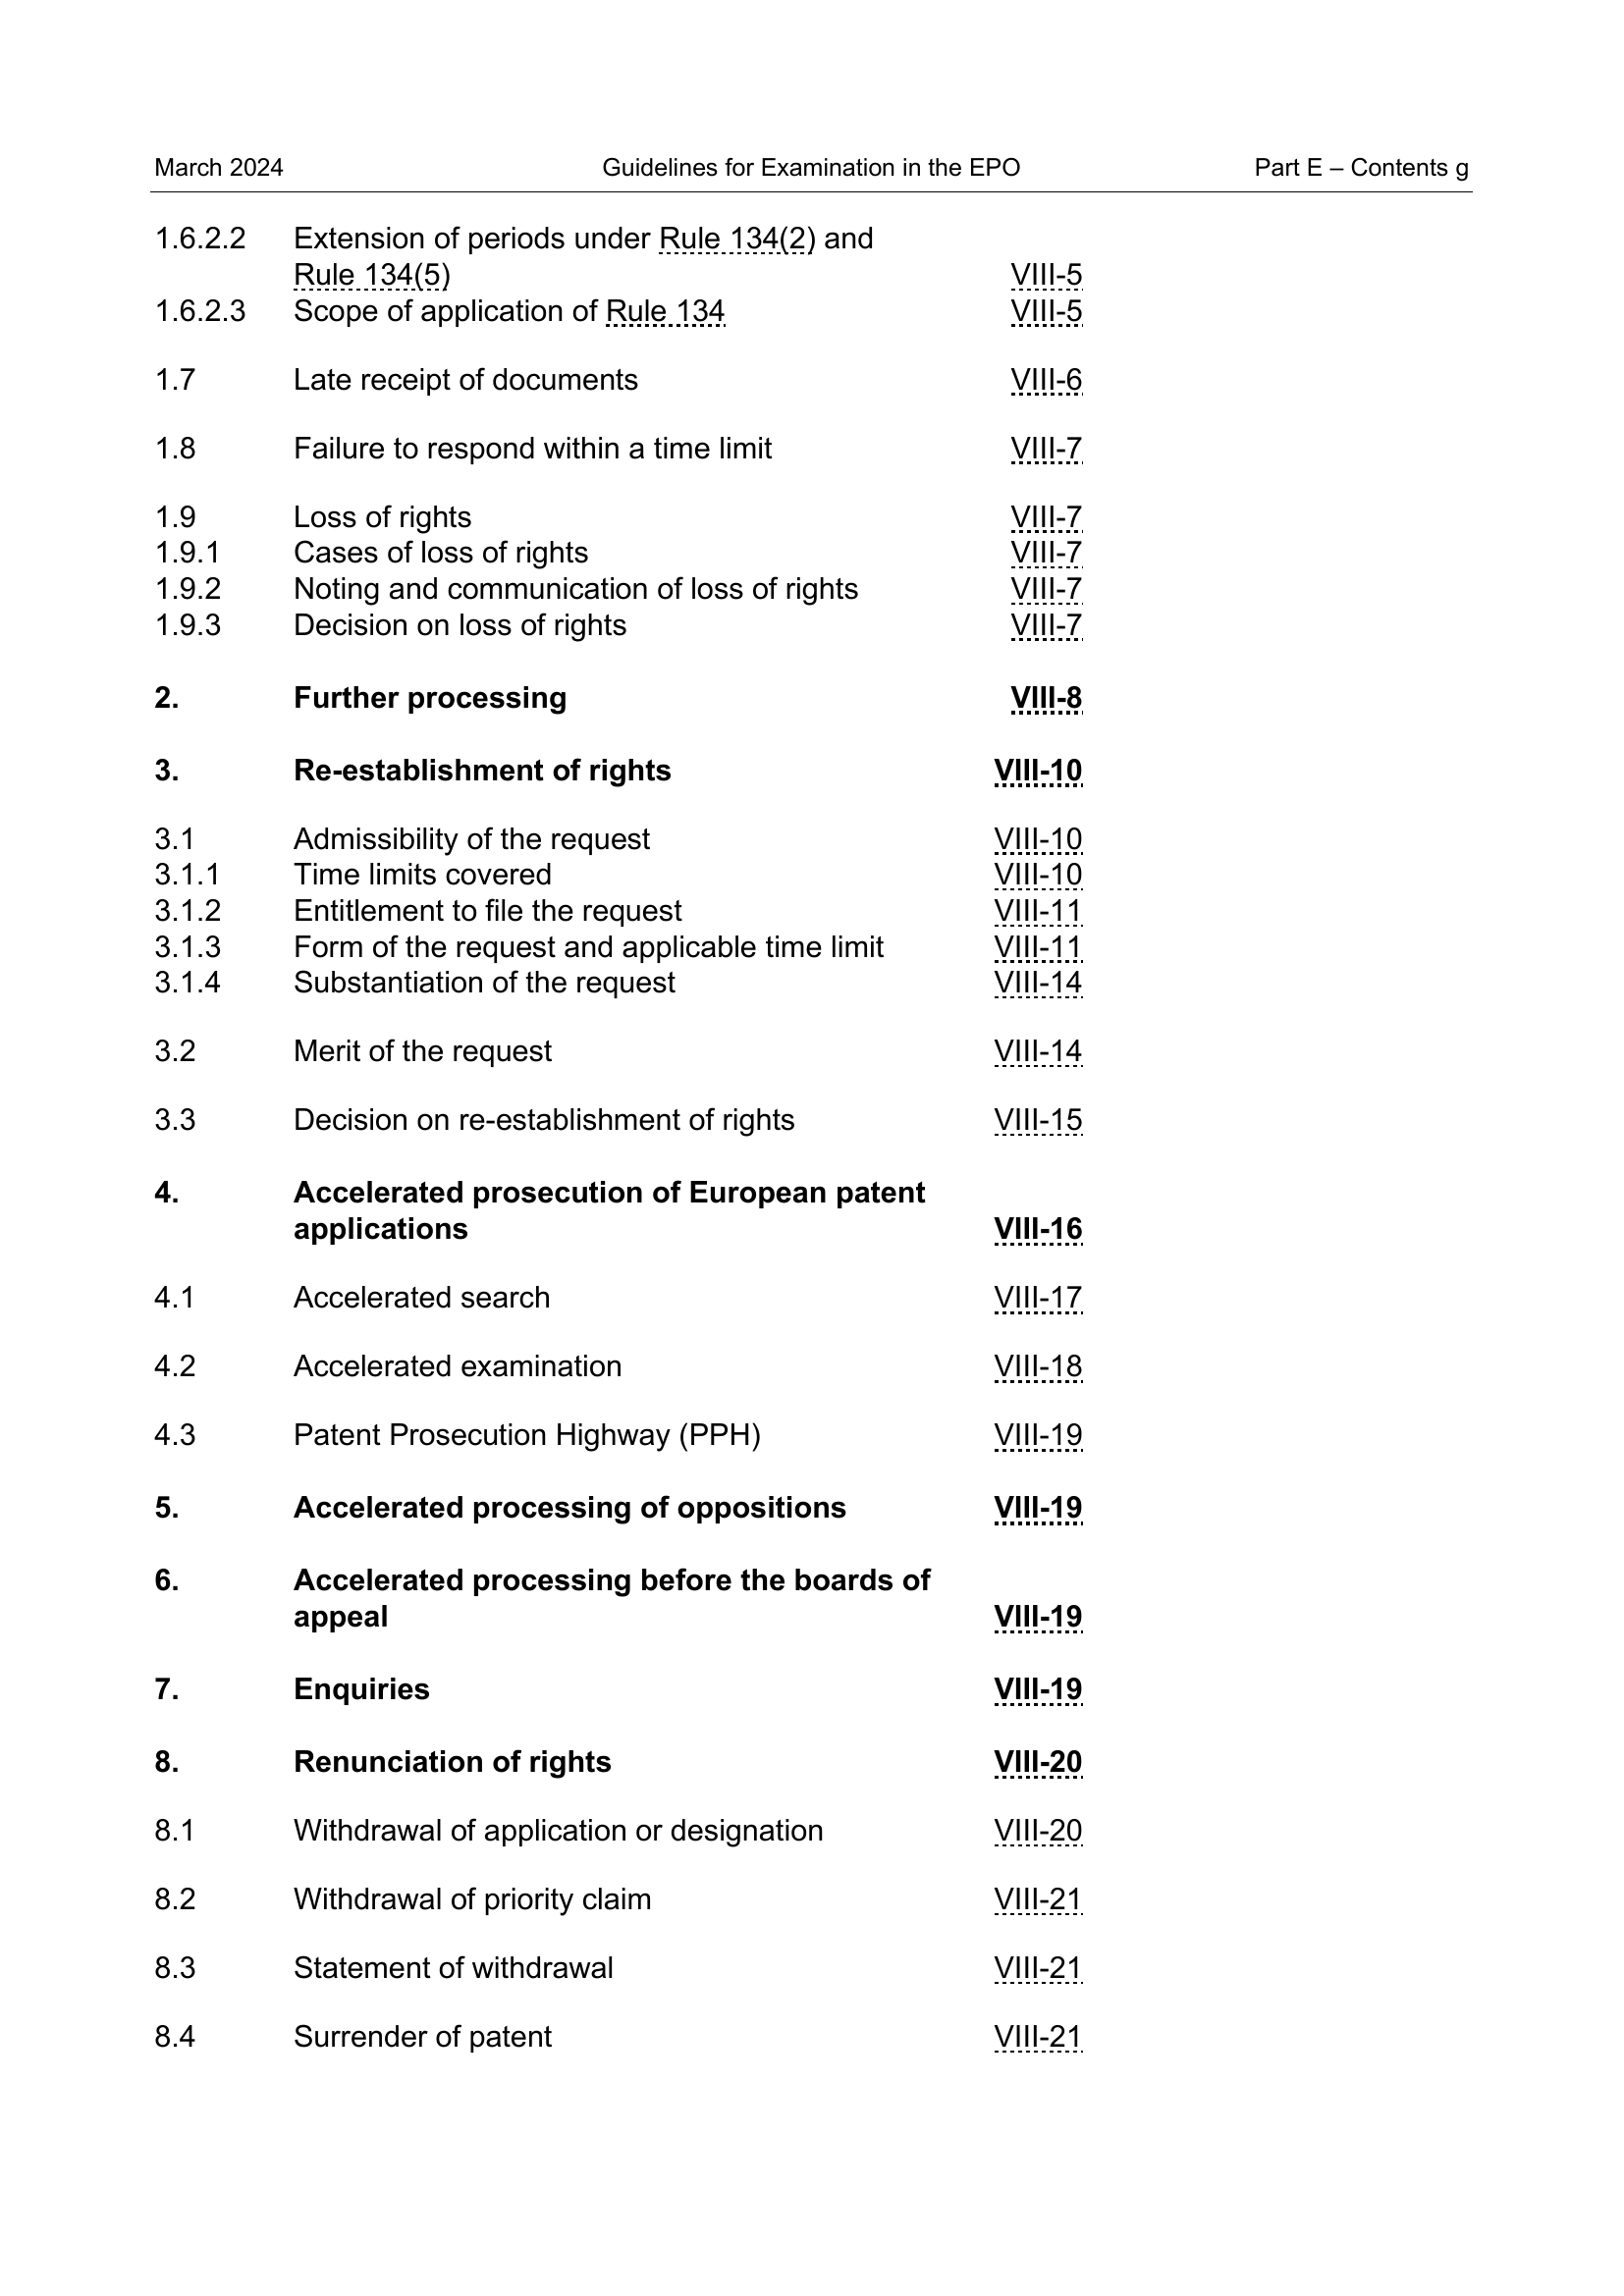 March 2024 Guidelines for Examination in the EPO Part E – Contents g
1.6.2.2 Extension of periods under Rule 134(2) and
Rule 134(5) VIII-5
1.6.2.3 Scope of application of Rule 134 VIII-5
1.7 Late receipt of documents VIII-6
1.8 Failure to respond within a time limit VIII-7
1.9 Loss of rights VIII-7
1.9.1 Cases of loss of rights VIII-7
1.9.2 Noting and communication of loss of rights VIII-7
1.9.3 Decision on loss of rights VIII-7
2. Further processing VIII-8
3. Re-establishment of rights VIII-10
3.1 Admissibility of the request VIII-10
3.1.1 Time limits covered VIII-10
3.1.2 Entitlement to file the request VIII-11
3.1.3 Form of the request and applicable time limit VIII-11
3.1.4 Substantiation of the request VIII-14
3.2 Merit of the request VIII-14
3.3 Decision on re-establishment of rights VIII-15
4. Accelerated prosecution of European patent
applications VIII-16
4.1 Accelerated search VIII-17
4.2 Accelerated examination VIII-18
4.3 Patent Prosecution Highway (PPH) VIII-19
5. Accelerated processing of oppositions VIII-19
6. Accelerated processing before the boards of
appeal VIII-19
7. Enquiries VIII-19
8. Renunciation of rights VIII-20
8.1 Withdrawal of application or designation VIII-20
8.2 Withdrawal of priority claim VIII-21
8.3 Statement of withdrawal VIII-21
8.4 Surrender of patent VIII-21